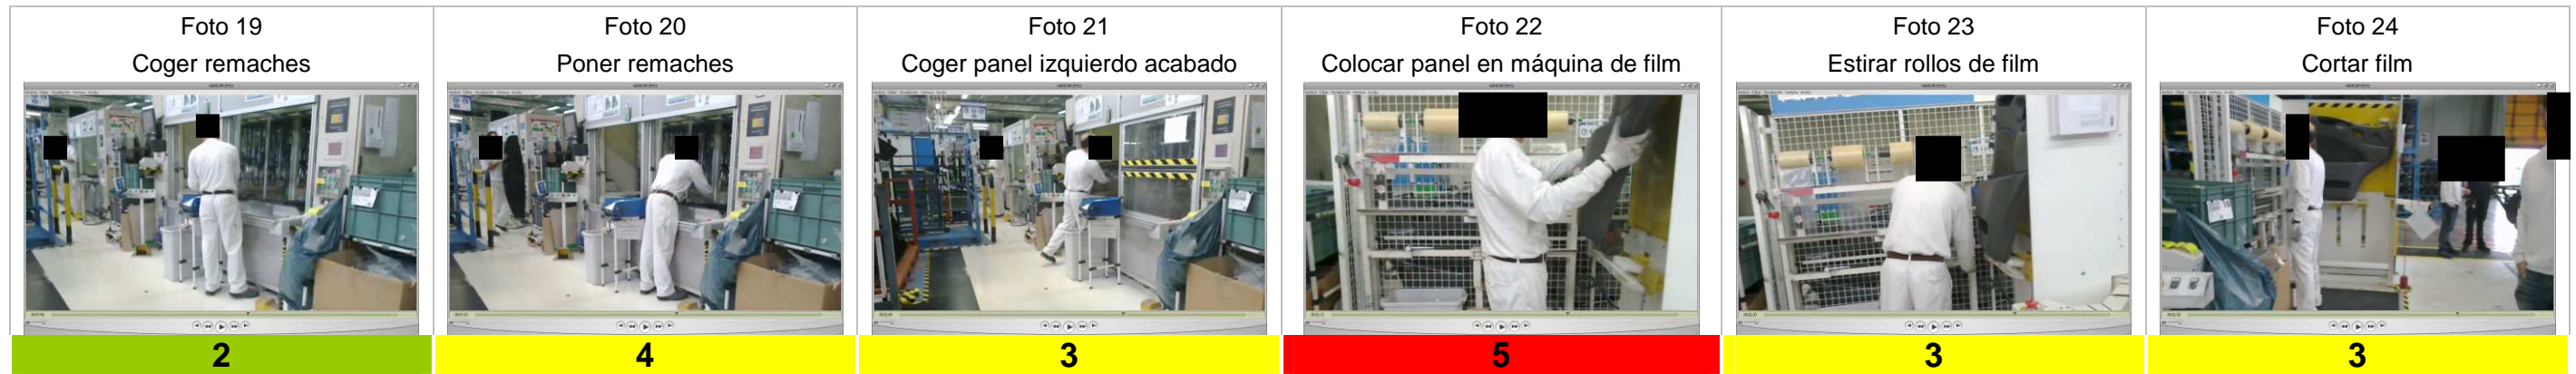 Foto 19
Coger remaches
2
Foto 20
Poner remaches
4
Foto 21
Coger panel izquierdo acabado
3
Foto 22
Colocar panel en máquina de film
5
Foto 23
Estirar rollos de film
3
Foto 24
Cortar film
3